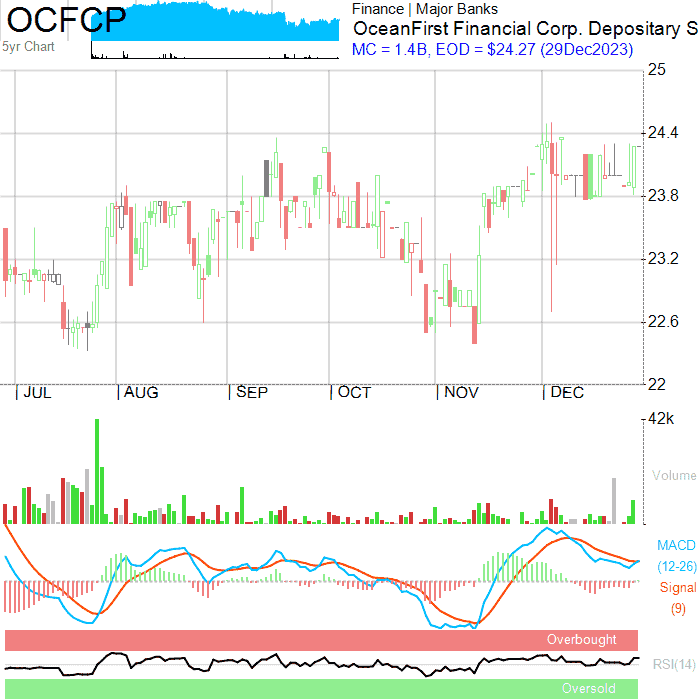 OCFCP
5yr Chart
Finance | Major Banks
OceanFirst Financial Corp. Depositary S
MC = 1.4B, EOD = $24.27 (29Dec2023)
25
24.4
23.8
23.2
22.6
22
|JUL |AUG |SEP |OCT |NOV |DEC
42k
Volume
MACD
(12-26)
Signal
(9)
Overbought
RSI(14)
Oversold